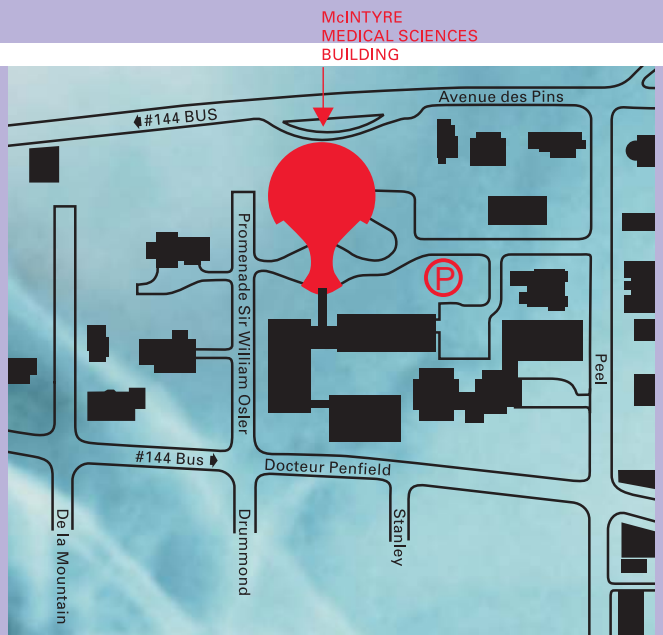 McINTYRE
MEDICAL SCIENCES
BUILDING
Avenue des Pins
#144 BUS
Promenade Sir William Osler
P
Peel
#144 Bus
Docteur Penfield
De la Mountain
Drummond
Stanley